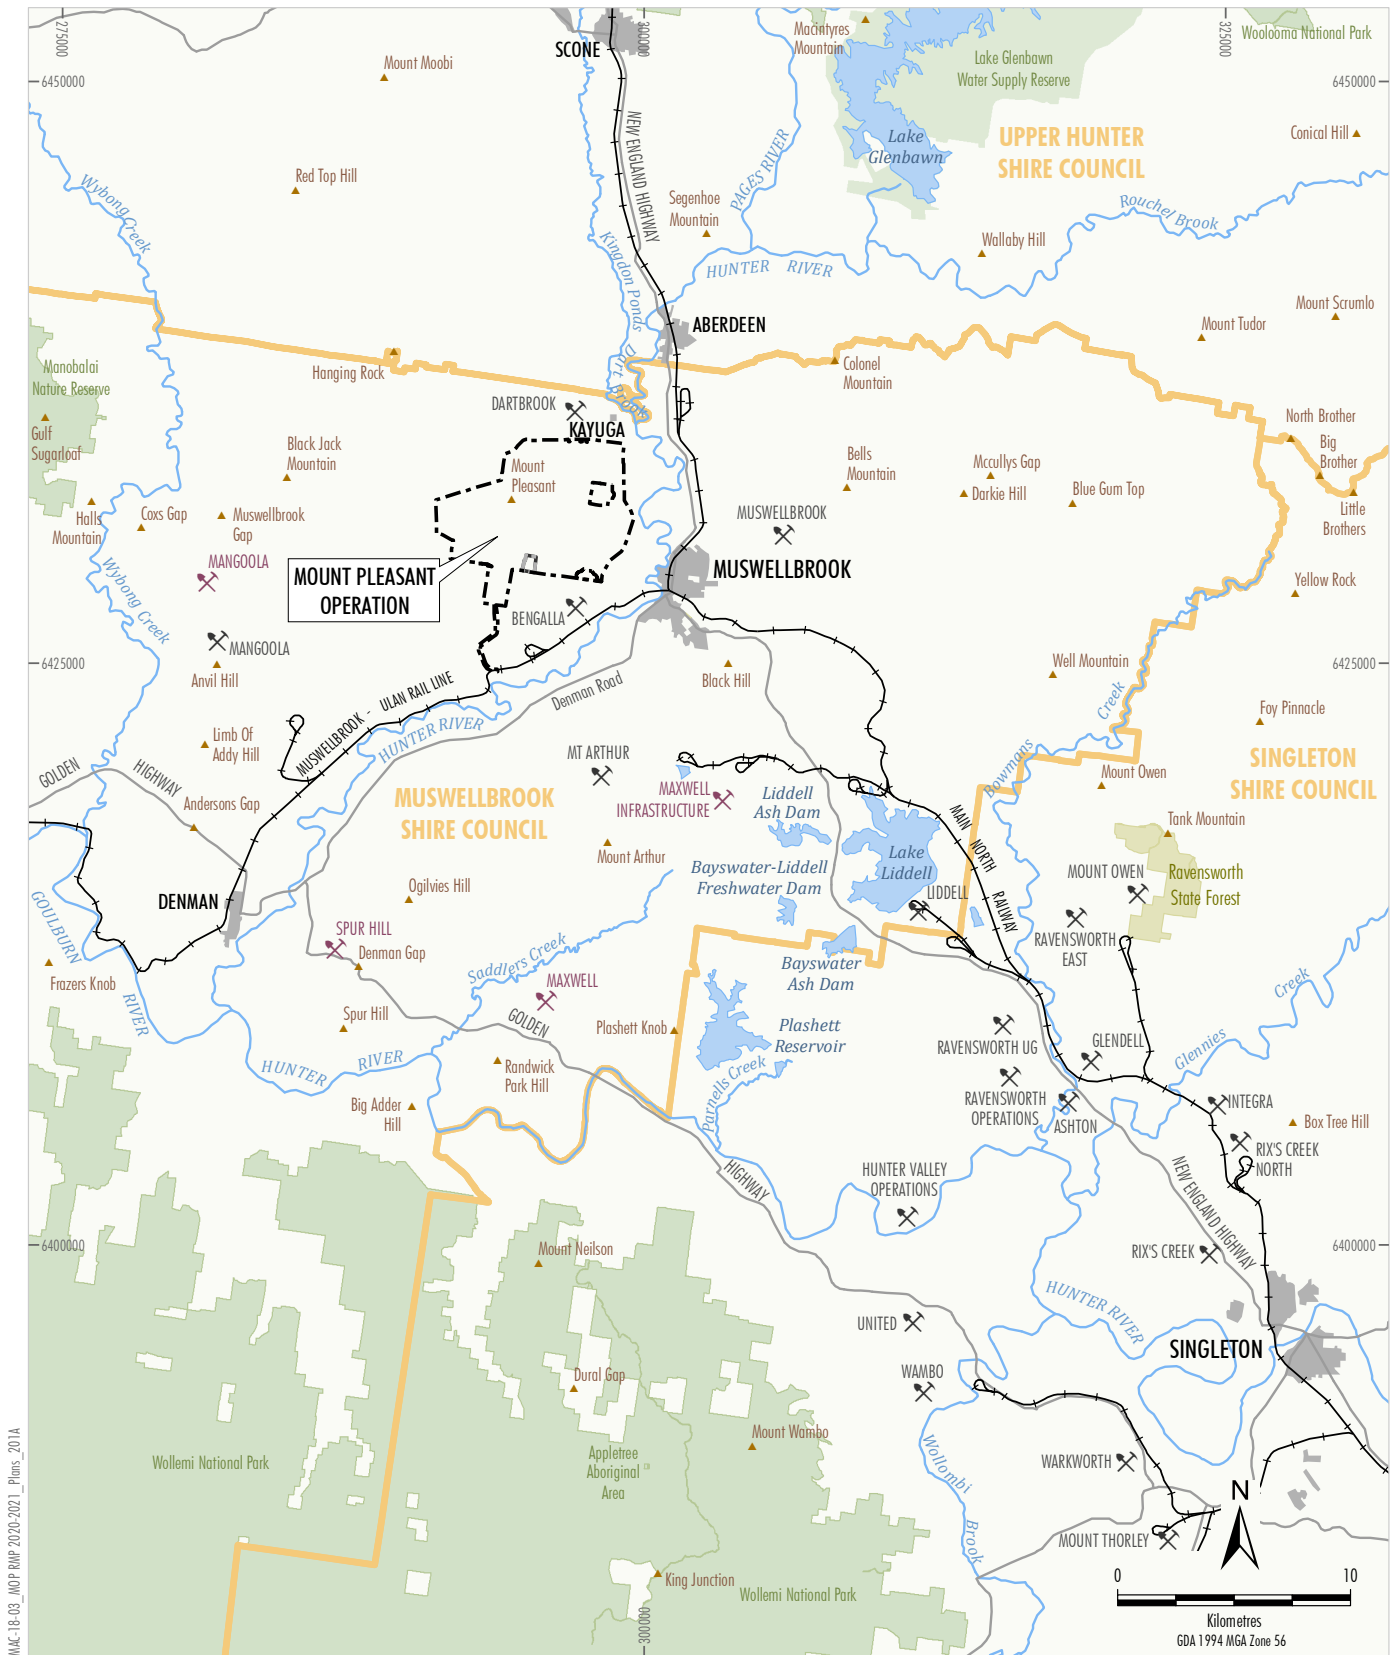 275000
300000
325000
SCONE
Macintyres
Mountain
Woolooma National Park
Mount Moobi
Lake Glenbawn
Water Supply Reserve
6450000
6450000
NEW ENGLAND HIGHWAY
Lake
Glenbawn
UPPER HUNTER
SHIRE COUNCIL
Conical Hill
PAGES RIVER
Red Top Hill
Wybong Creek
Segenhoe
Mountain
Rouchel Brook
Wallaby Hill
Kingdon Ponds
HUNTER RIVER
Mount Scrumlo
ABERDEEN
Mount Tudor
Manobalai
Nature Reserve
Hanging Rock
Dart Brook
Colonel
Mountain
DARTBROOK
KAYUGA
North Brother
Gulf
Sugarloaf
Black Jack
Mountain
Big
Brother
Mount
Pleasant
Bells
Mountain
Mccullys Gap
Darkie Hill
Blue Gum Top
Little
Brothers
Halls
Mountain
Coxs Gap
Muswellbrook
Gap
MUSWELLBROOK
MANGOOLA
MOUNT PLEASANT
OPERATION
MUSWELLBROOK
Yellow Rock
Wybong Creek
BENGALLA
MANGOOLA
6425000
6425000
Anvil Hill
Black Hill
Well Mountain
MUSWELLBROOK - ULAN RAIL LINE
Denman Road
Creek
Foy Pinnacle
HUNTER RIVER
Limb Of
Addy Hill
GOLDEN
HIGHWAY
MT ARTHUR
Bowmans
SINGLETON
SHIRE COUNCIL
Mount Owen
MAXWELL
INFRASTRUCTURE
Liddell
Ash Dam
MUSWELLBROOK
SHIRE COUNCIL
Andersons Gap
MAIN NORTH RAILWAY
Tank Mountain
Mount Arthur
Lake
Liddell
Bayswater-Liddell
Freshwater Dam
MOUNT OWEN
Ravensworth
State Forest
Ogilvies Hill
LIDDELL
DENMAN
GOULBURN
RIVER
SPUR HILL
Denman Gap
RAVENSWORTH
EAST
Saddlers Creek
Bayswater
Ash Dam
Frazers Knob
MAXWELL
Creek
Spur Hill
GOLDEN
Plashett Knob
Plashett
Reservoir
RAVENSWORTH UG
GLENDELL
Glennies
HUNTER RIVER
Randwick
Park Hill
Parnells Creek
RAVENSWORTH
OPERATIONS
ASHTON
INTEGRA
Big Adder
Hill
Box Tree Hill
RIX'S CREEK
NORTH
HIGHWAY
HUNTER VALLEY
OPERATIONS
NEW ENGLAND HIGHWAY
6400000
6400000
Mount Neilson
RIX'S CREEK
HUNTER RIVER
UNITED
SINGLETON
WAMBO
Dural Gap
Mount Wambo
Wollombi
Brook
Wollemi National Park
Appletree
Aboriginal
Area
WARKWORTH
N
MOUNT THORLEY
King Junction
Wollemi National Park
300000
0
10
Kilometres
GDA 1994 MGA Zone 56
MAC-18-03_MOP RMP 2020-2021_Plans_201A